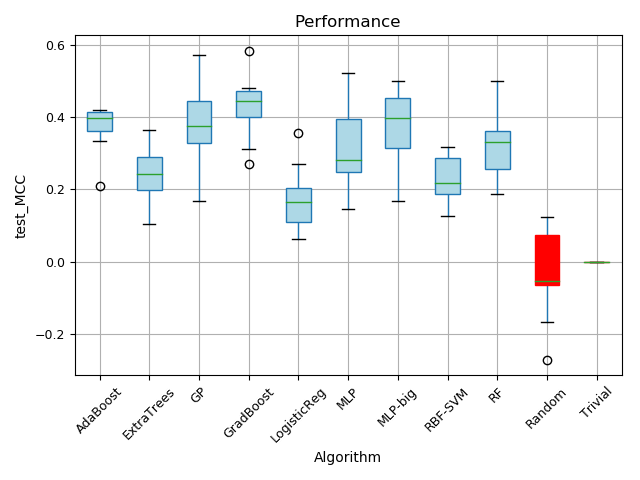 Performance
test_MCC
0.6
0.4
0.2
0.0
−0.2
AdaBoost
ExtraTrees
GP
GradBoost
LogisticReg
MLP
MLP-big
RBF-SVM
RF
Random
Trivial
Algorithm